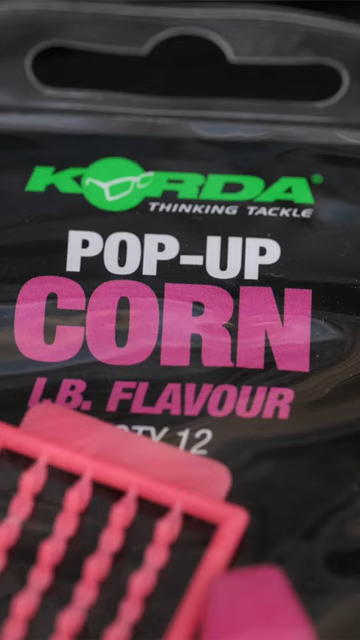 KORDA®
THINKING TACKLE
POP-UP
CORN
I.B. FLAVOUR
QTY 12